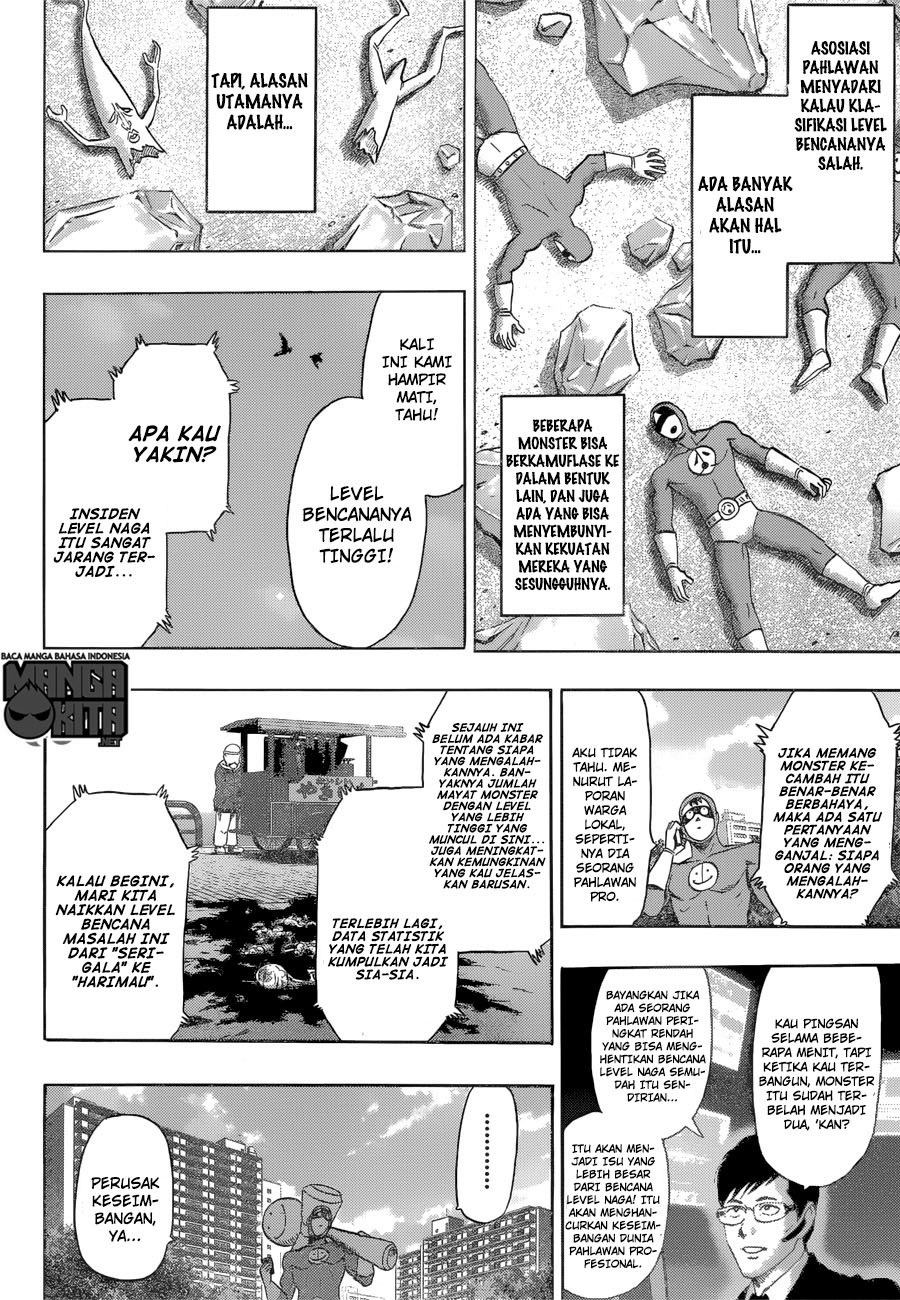 ASOSIASI
PAHLAWAN
MENYADARI
KALAU KLA-
SIFIKASI LEVEL
BENCANANYA
SALAH.
ADA BANYAK
ALASAN
AKAN HAL
ITU...
BEBERAPA
MONSTER BISA
BERKAMUFLASE KE
DALAM BENTUK
LAIN, DAN JUGA
ADA YANG BISA
MENYEMBUNYI-
KAN KEKUATAN
MEREKA YANG
SESUNGGUHNYA.
TAPI, ALASAN
UTAMANYA
ADALAH...
KALI
INI KAMI
HAMPIR
MATI,
TAHU!
LEVEL
BENCANANYA
TERLALU
TINGGI!
APA KAU
YAKIN?
INSIDEN
LEVEL NAGA
ITU SANGAT
JARANG TER-
JADI...
BACA MANGA BAHASA INDONESIA
MANGA
KITA
JIKA MEMANG
MONSTER KE-
CAMBAH ITU
BENAR-BENAR
BERBAHAYA,
MAKA ADA SATU
PERTANYAAN
YANG MENG-
GANJAL: SIAPA
ORANG YANG
MENGALAH-
KANNYA?
AKU TIDAK
TAHU. ME-
NURUT LA-
PORAN
WARGA
LOKAL,
SEPERTI-
NYA DIA
SEORANG
PAHLAWAN
PRO.
SEJAUH INI
BELUM ADA KABAR
TENTANG SIAPA
YANG MENGALAH-
KANNYA. BAN-
YAKNYA JUMLAH
MAYAT MONSTER
DENGAN LEVEL
YANG LEBIH
TINGGI YANG
MUNCUL DI SINI...
JUGA MENINGKAT-
KAN KEMUNGKINAN
YANG KAU JELAS-
KAN BARUSAN.
TERLEBIH LAGI,
DATA STATISTIK
YANG TELAH KITA
KUMPULKAN JADI
SIA-SIA.
KALAU BEGINI,
MARI KITA
NAIKKAN LEVEL
BENCANA
MASALAH INI
DARI "SERI-
GALA" KE
"HARIMAU".
KAU PINGSAN
SELAMA BEBE-
RAPA MENIT, TAPI
KETIKA KAU TER-
BANGUN, MONSTER
ITU SUDAH TER-
BELAH MENJADI
DUA, 'KAN?
BAYANGKAN JIKA
ADA SEORANG
PAHLAWAN PERI-
NGKAT RENDAH
YANG BISA MENG-
HENTIKAN BENCANA
LEVEL NAGA SEMU-
DAH ITU SEN-
DIRIAN...
ITU AKAN MEN-
JADI ISU YANG
LEBIH BESAR
DARI BENCANA
LEVEL NAGA! ITU
AKAN MENGHAN-
CURKAN KESEIM-
BANGAN DUNIA
PAHLAWAN PRO-
FESIONAL.
.........
PERUSAK
KESEIM-
BANGAN,
YA...